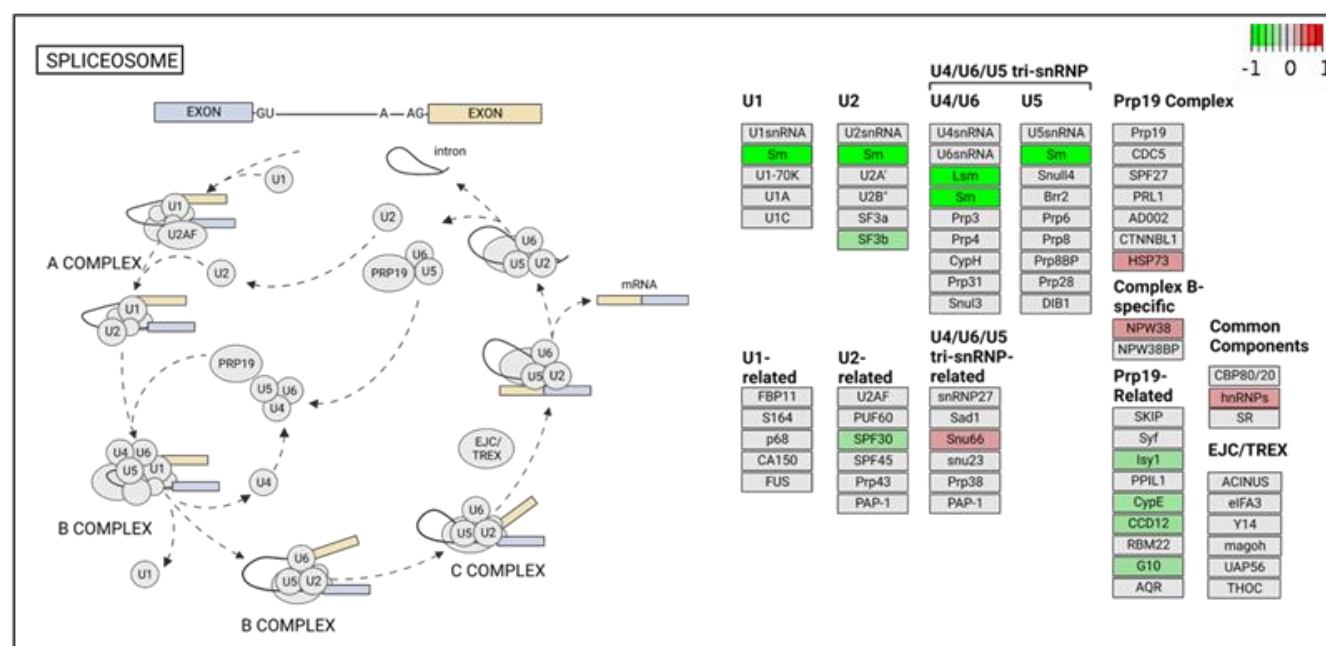 SPLICEOSOME
-1 0 1
EXON
GU
A
AG
EXON
intron
U1
U1
U2AF
A COMPLEX
U2
U2
U6
PRP19
U5
U6
U5
U2
mRNA
U1
U2
PRP19
U5
U6
U4
U6
U5
U2
EJC/
TREX
U4
U6
U5
U1
B COMPLEX
U4
U1
U6
U5
U2
B COMPLEX
U6
U5
U2
C COMPLEX
U4/U6/U5 tri-snRNP
U1
U1snRNA
Sm
U1-70K
U1A
U1C
U2
U2snRNA
Sm
U2A'
U2B"
SF3a
SF3b
U4/U6
U4snRNA
U6snRNA
Lsm
Sm
Prp3
Prp4
CypH
Prp31
Snul3
U5
U5snRNA
Sm
Snull4
Brr2
Prp6
Prp8
Prp8BP
Prp28
DIB1
Prp19 Complex
Prp19
CDC5
SPF27
PRL1
AD002
CTNNBL1
HSP73
Complex B-
specific
NPW38
NPW38BP
U1-
related
FBP11
S164
p68
CA150
FUS
U2-
related
U2AF
PUF60
SPF30
SPF45
Prp43
PAP-1
U4/U6/U5
tri-snRNP-
related
snRNP27
Sad1
Snu66
snu23
Prp38
PAP-1
Prp19-
Related
SKIP
Syf
Isy1
PPIL1
CypE
CCD12
RBM22
G10
AQR
Common
Components
CBP80/20
hnRNPs
SR
EJC/TREX
ACINUS
eIFA3
Y14
magoh
UAP56
THOC